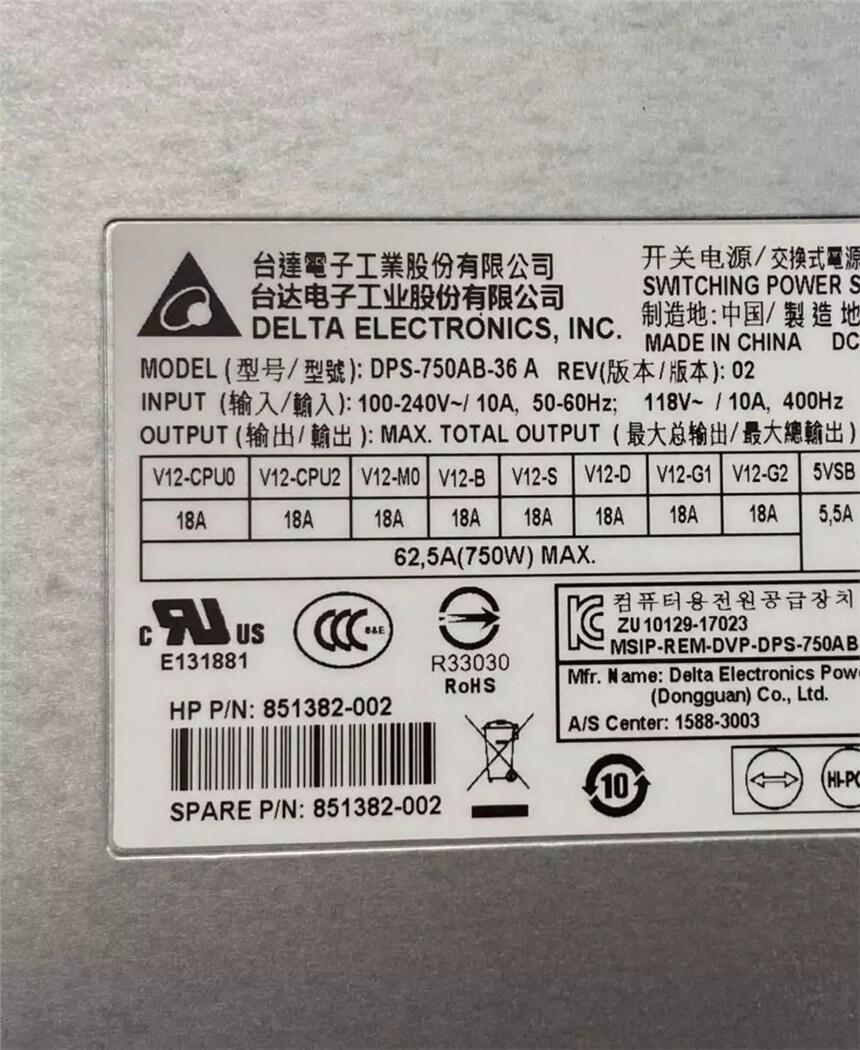 台達電子工業股份有限公司
台达电子工业股份有限公司
DELTA ELECTRONICS, INC.
开关电源/交換式電源
SWITCHING POWER S
制造地:中国/ 製 造 地
MADE IN CHINA DC
MODEL (型号/型號): DPS-750AB-36 A REV(版本/版本): 02
INPUT (输入/輸入): 100-240V~/ 10A, 50-60Hz; 118V~ / 10A, 400Hz
OUTPUT (输出/輸出): MAX. TOTAL OUTPUT (最大总输出/最大總輸出)
V12-CPU0 V12-CPU2 V12-M0 V12-B V12-S V12-D V12-G1 V12-G2 5VSB
18A 18A 18A 18A 18A 18A 18A 18A 5,5A
62,5A(750W) MAX.
C RU US
E131881
CCC S&E
R33030
RoHS
KC
컴퓨터용전원공급장치
ZU10129-17023
MSIP-REM-DVP-DPS-750AB
Mfr. Name: Delta Electronics Powe
(Dongguan) Co., Ltd.
A/S Center: 1588-3003
HP P/N: 851382-002
SPARE P/N: 851382-002
10
HI-PO